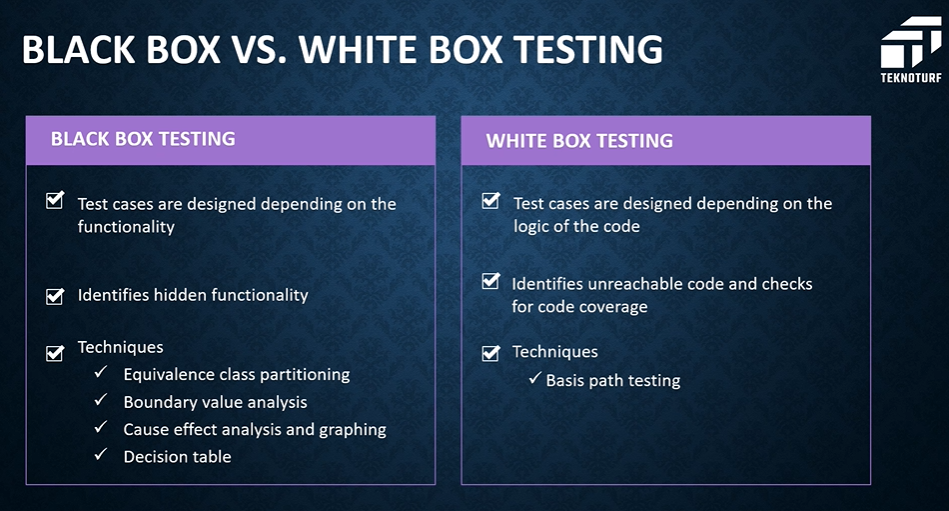 BLACK BOX VS. WHITE BOX TESTING
TEKNOTURF
BLACK BOX TESTING
Test cases are designed depending on the
functionality
Identifies hidden functionality
Techniques
Equivalence class partitioning
Boundary value analysis
Cause effect analysis and graphing
Decision table
WHITE BOX TESTING
Test cases are designed depending on the
logic of the code
Identifies unreachable code and checks
for code coverage
Techniques
Basis path testing